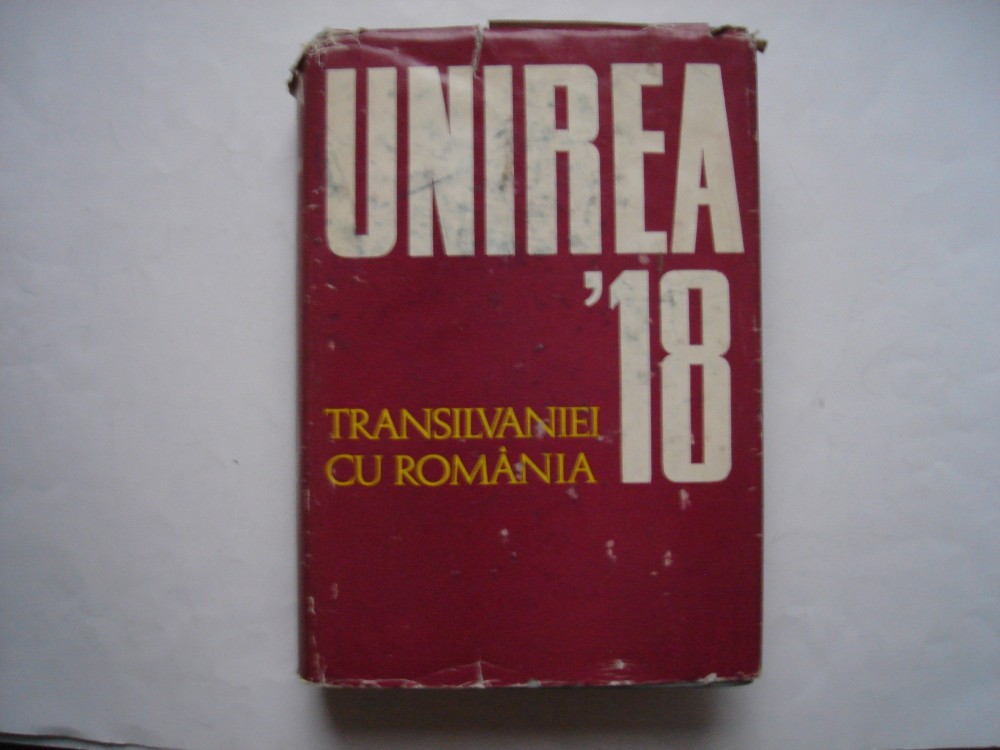 UNIREA
'18
TRANSILVANIEI
CU ROMÂNIA